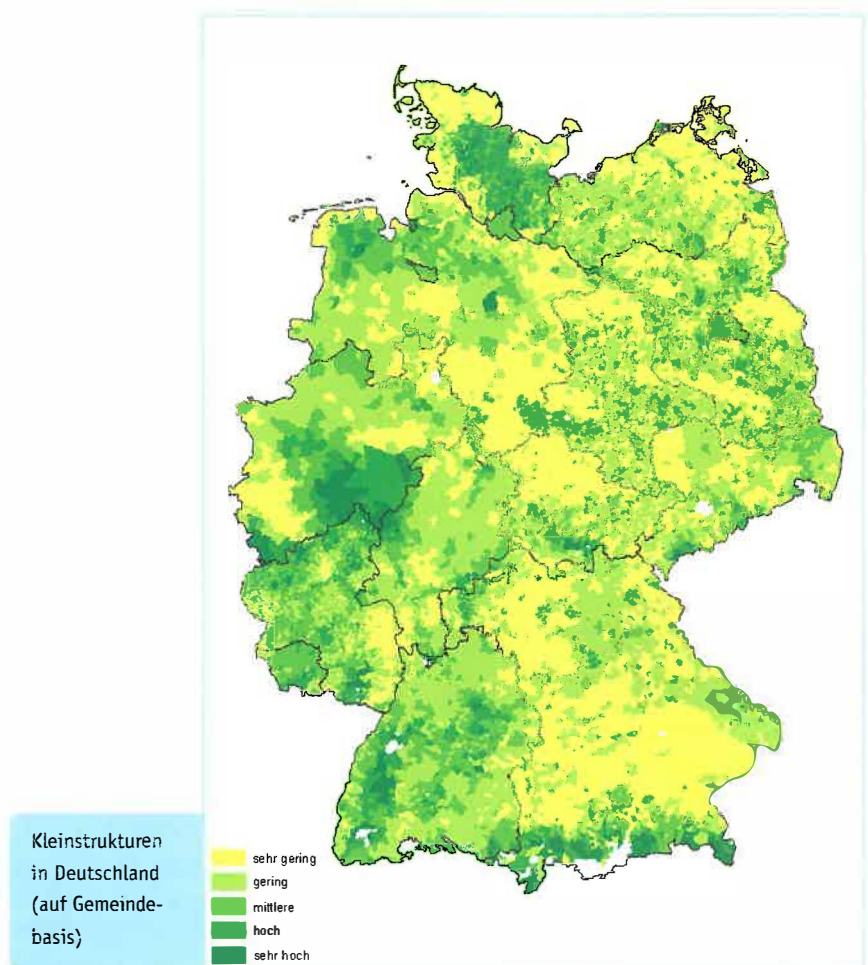 Kleinstrukturen
in Deutschland
(auf Gemeinde-
basis)
sehr gering
gering
mittlere
hoch
sehr hoch